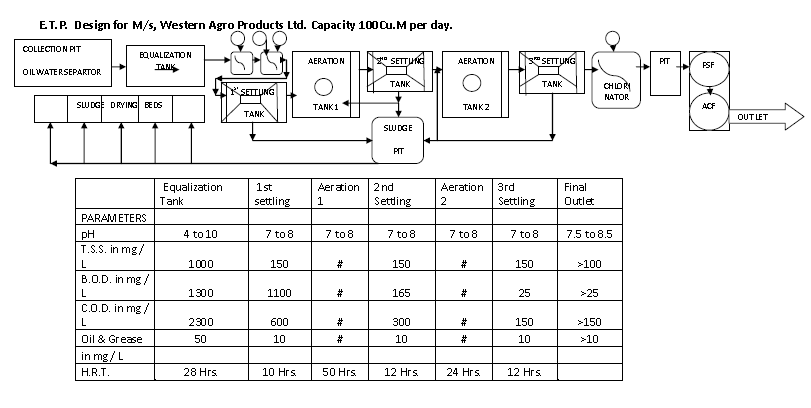 E.T.P. Design for M/s, Western Agro Products Ltd. Capacity 100Cu.M per day.
COLLECTION PIT
OIL WATER SEPARTOR
EQUALIZATION
TANK
1st SETTLING
TANK
AERATION
TANK 1
2ND SETTLING
TANK
AERATION
TANK 2
3RD SETTLING
TANK
CHLORI
NATOR
PIT
PSF
ACF
OUTLET
SLUDGE DRYING BEDS
SLUDGE
PIT
Equalization Tank 1st settling Aeration 1 2nd Settling Aeration 2 3rd Settling Final Outlet
PARAMETERS
pH 4 to 10 7 to 8 7 to 8 7 to 8 7 to 8 7 to 8 7.5 to 8.5
T.S.S. in mg / L 1000 150 # 150 # 150 >100
B.O.D. in mg / L 1300 1100 # 165 # 25 >25
C.O.D. in mg / L 2300 600 # 300 # 150 >150
Oil & Grease 50 10 # 10 # 10 >10
in mg / L
H.R.T. 28 Hrs. 10 Hrs. 50 Hrs. 12 Hrs. 24 Hrs. 12 Hrs.